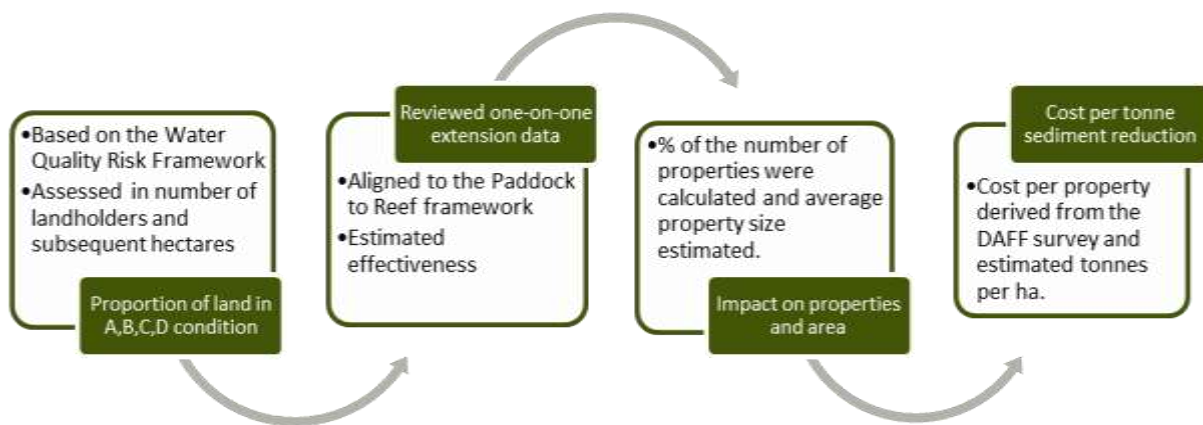 •Based on the Water
Quality Risk Framework
•Assessed in number of
landholders and
subsequent hectares
Proportion of land in
A,B,C,D condition
Reviewed one-on-one
extension data
•Aligned to the Paddock
to Reef framework
•Estimated
effectiveness
•% of the number of
properties were
calculated and average
property size
estimated.
Impact on properties
and area
Cost per tonne
sediment reduction
•Cost per property
derived from the
DAFF survey and
estimated tonnes
per ha.